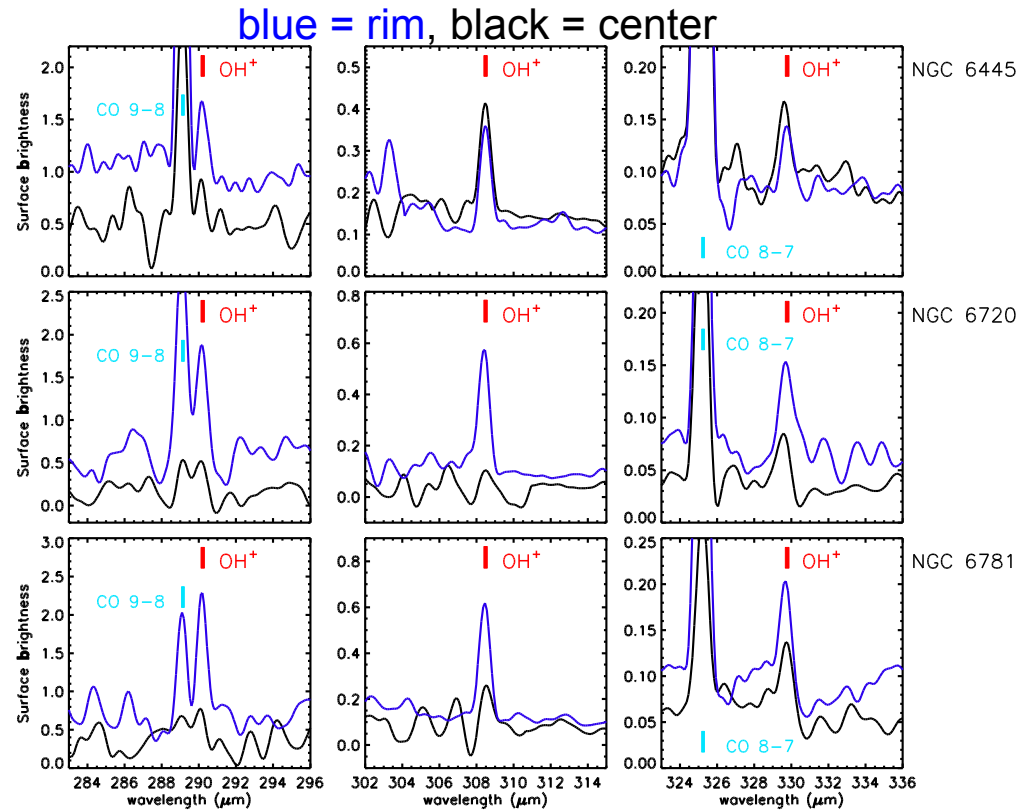 blue = rim, black = center
Surface brightness
2.0
1.5
1.0
0.5
0.0
CO 9-8
OH+
0.5
0.4
0.3
0.2
0.1
0.0
OH+
0.20
0.15
0.10
0.05
0.00
OH+
CO 8-7
NGC 6445
Surface brightness
2.5
2.0
1.5
1.0
0.5
0.0
CO 9-8
OH+
0.8
0.6
0.4
0.2
0.0
OH+
0.20
0.15
0.10
0.05
0.00
OH+
CO 8-7
NGC 6720
Surface brightness
3.0
2.5
2.0
1.5
1.0
0.5
0.0
CO 9-8
OH+
0.8
0.6
0.4
0.2
0.0
OH+
0.25
0.20
0.15
0.10
0.05
0.00
OH+
CO 8-7
NGC 6781
284 286 288 290 292 294 296
wavelength (μm)
302 304 306 308 310 312 314
wavelength (μm)
324 326 328 330 332 334 336
wavelength (μm)